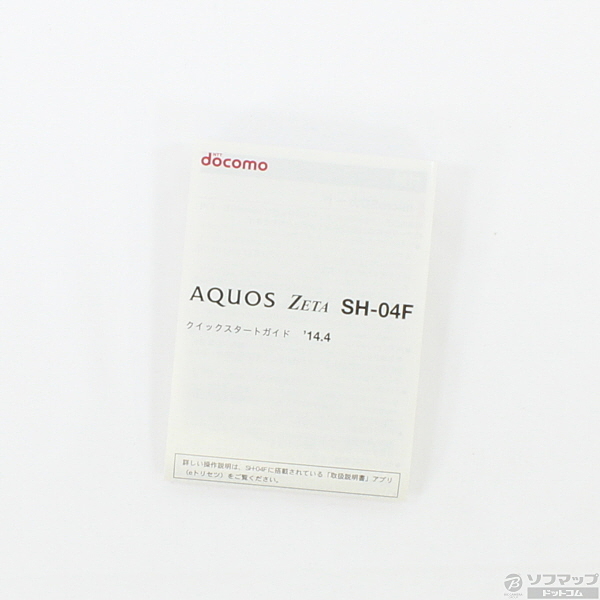 NTT
docomo
AQUOS ZETA SH-04F
クイックスタートガイド '14.4
詳しい操作説明は、SH-04Fに搭載されている「取扱説明書」アプリ
(eトリセツ)をご覧ください。
ソフマップ
ドットコム